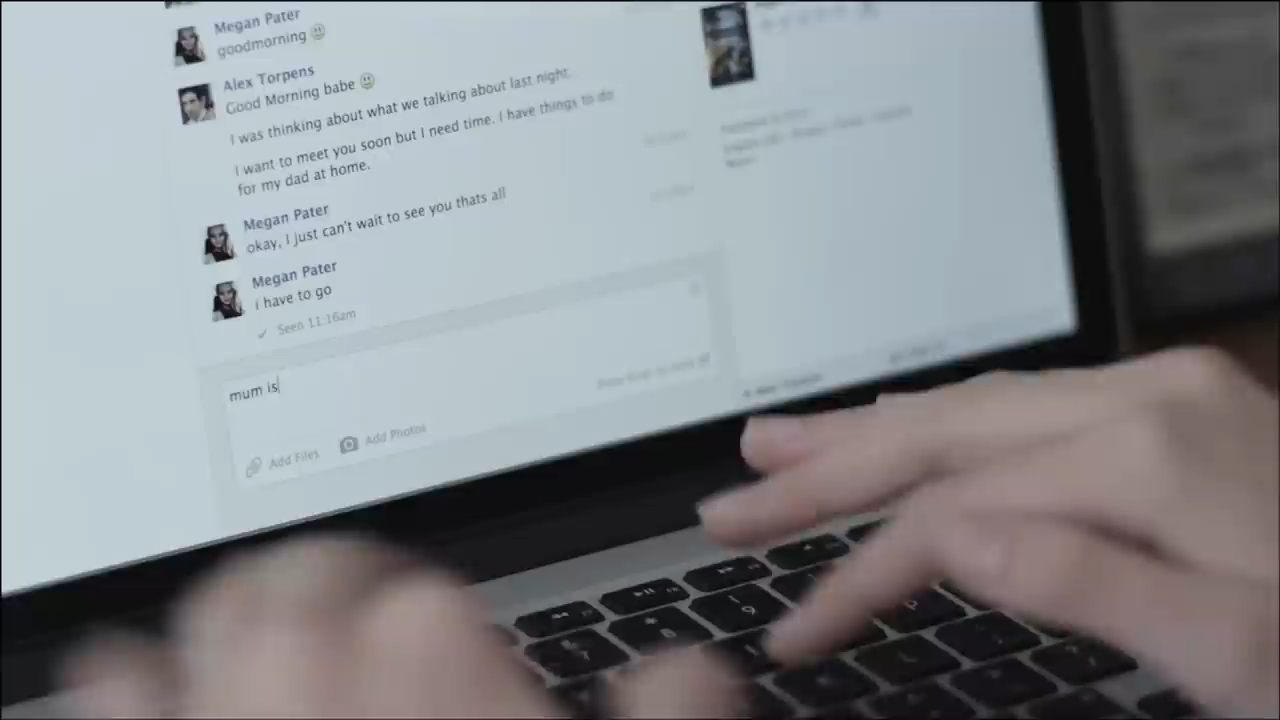 Megan Pater
goodmorning
Alex Torpens
Good Morning babe
I was thinking about what we talking about last night.
I want to meet you soon but I need time. I have things to do
for my dad at home.
Megan Pater
okay, I just can't wait to see you thats all
Megan Pater
i have to go
✓ Seen 11:16am
mum is
Add Files
Add Photos
9
8
7
P
L